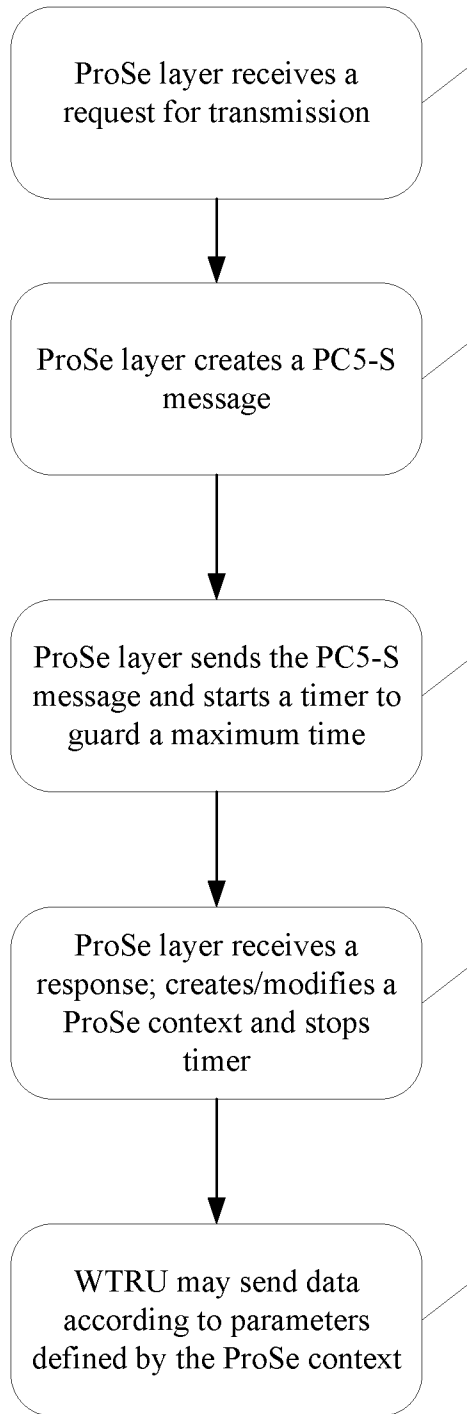 ProSe layer receives a
request for transmission
ProSe layer creates a PC5-S
message
ProSe layer sends the PC5-S
message and starts a timer to
guard a maximum time
ProSe layer receives a
response; creates/modifies a
ProSe context and stops
timer
WTRU may send data
according to parameters
defined by the ProSe context